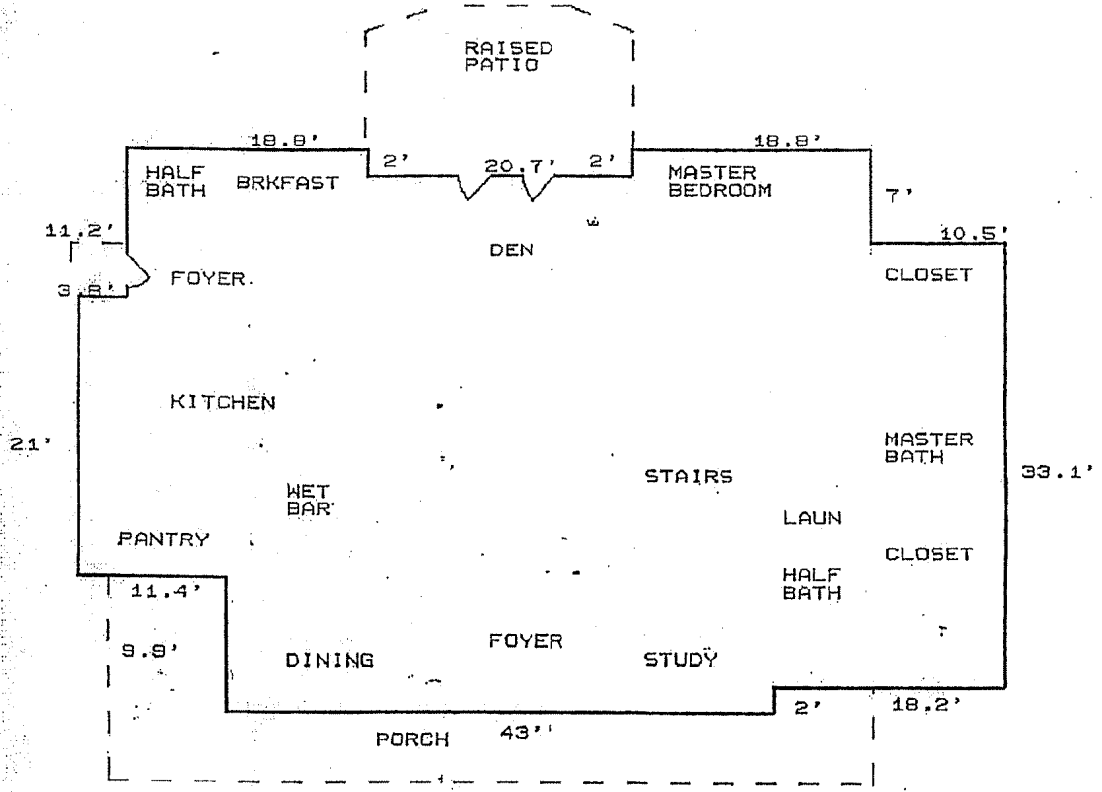 RAISED
PATIO
18.8'
2'
20.7'
2'
18.8'
HALF
BATH
BRKFAST
MASTER
BEDROOM
7'
11.2'
10.5'
DEN
FOYER
CLOSET
3.8'
KITCHEN
21'
MASTER
BATH
33.1'
STAIRS
WET
BAR
LAUN
PANTRY
CLOSET
11.4'
HALF
BATH
9.9'
FOYER
DINING
STUDY
2'
18.2'
PORCH
43'